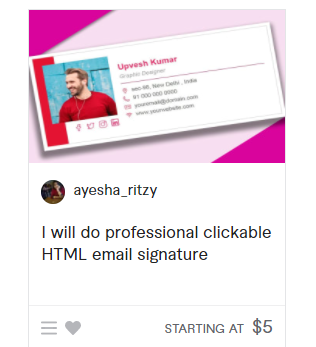 Upvesh Kumar
Graphic Designer
sec-86, New Delhi , India
91 000 000 0000
youremail@domain.com
www.yourwebsite.com
ayesha_ritzy
I will do professional clickable
HTML email signature
STARTING AT $5